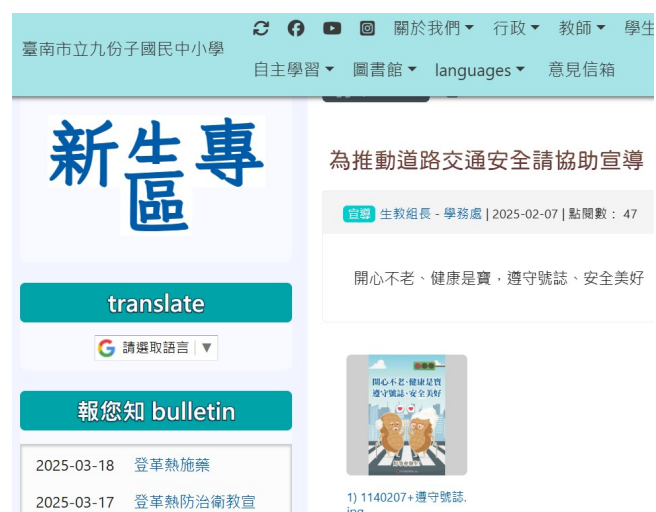 臺南市立九份子國民中小學
關於我們 行政 教師 學生
自主學習 圖書館 languages 意見信箱
新生專
區
為推動道路交通安全請協助宣導
宣導 生教組長 - 學務處 | 2025-02-07 | 點閱數： 47
開心不老、健康是寶，遵守號誌、安全美好
translate
請選取語言 ▼
開心不老、健康是寶
遵守號誌、安全美好
報您知 bulletin
2025-03-18 登革熱施藥
2025-03-17 登革熱防治衛教宣
1) 1140207+遵守號誌.
jpg